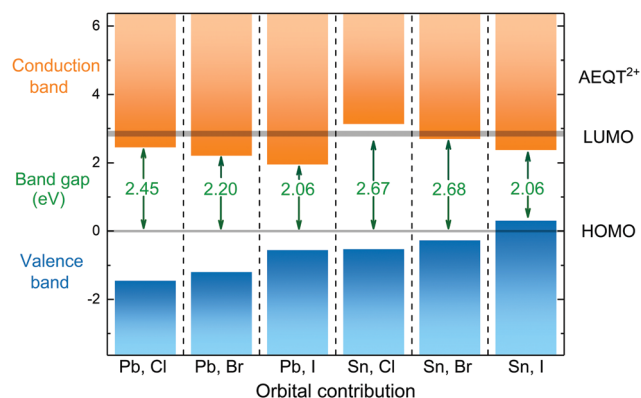 Conduction
band
Band gap
(eV)
Valence
band
6
4
2
0
-2
2.45
2.20
2.06
2.67
2.68
2.06
AEQT2+
LUMO
HOMO
Pb, Cl
Pb, Br
Pb, I
Sn, Cl
Sn, Br
Sn, I
Orbital contribution